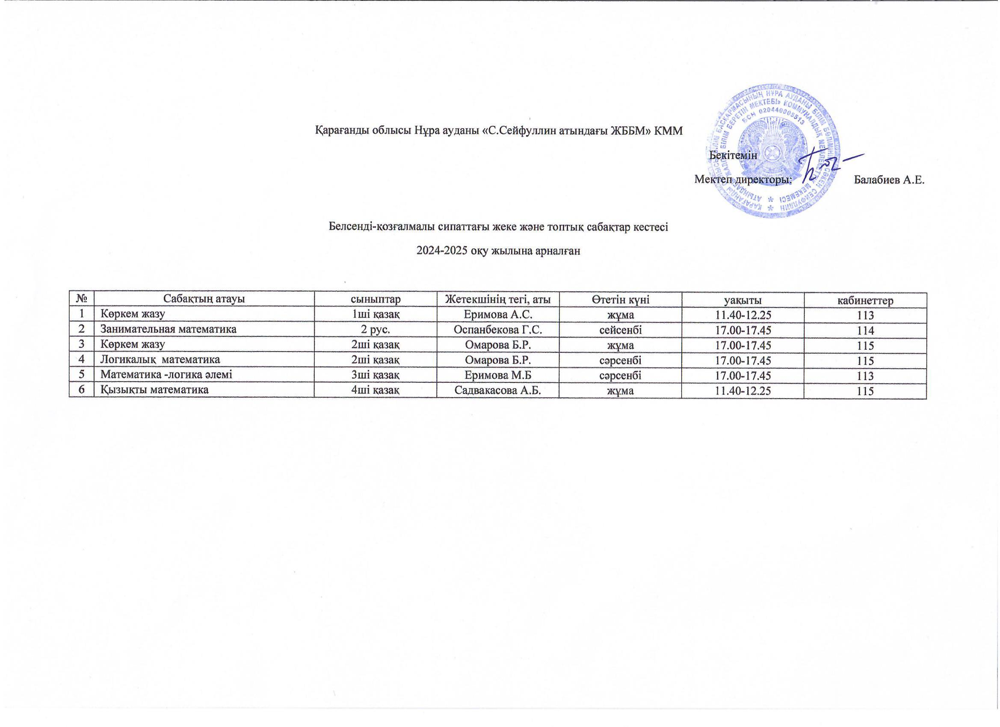 Қарағанды облысы Нұра ауданы «С.Сейфуллин атындағы ЖББМ» КММ
Бекітемін
Мектеп директоры: Балабиев А.Е.
БСН 020440005513
Белсенді-қозғалмалы сипаттағы жеке және топтық сабақтар кестесі
2024-2025 оқу жылына арналған
№ Сабақтың атауы сыныптар Жетекшінің тегі, аты Өтетін күні уақыты кабинеттер
1 Көркем жазу 1ші қазақ Еримова А.С. жұма 11.40-12.25 113
2 Занимательная математика 2 рус. Оспанбекова Г.С. сейсенбі 17.00-17.45 114
3 Көркем жазу 2ші қазақ Омарова Б.Р. жұма 17.00-17.45 115
4 Логикалық математика 2ші қазақ Омарова Б.Р. сәрсенбі 17.00-17.45 115
5 Математика -логика әлемі 3ші қазақ Еримова М.Б сәрсенбі 17.00-17.45 113
6 Қызықты математика 4ші қазақ Садвакасова А.Б. жұма 11.40-12.25 115